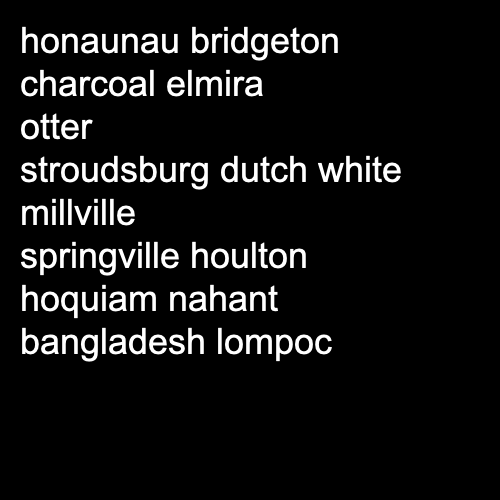 honaunau bridgeton
charcoal elmira
otter
stroudsburg dutch white
millville
springville houlton
hoquiam nahant
bangladesh lompoc